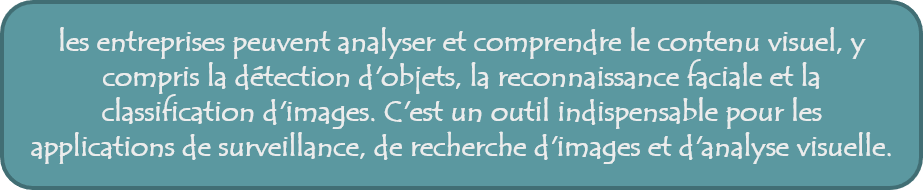 les entreprises peuvent analyser et comprendre le contenu visuel, y
compris la détection d'objets, la reconnaissance faciale et la
classification d'images. C'est un outil indispensable pour les
applications de surveillance, de recherche d'images et d'analyse visuelle.